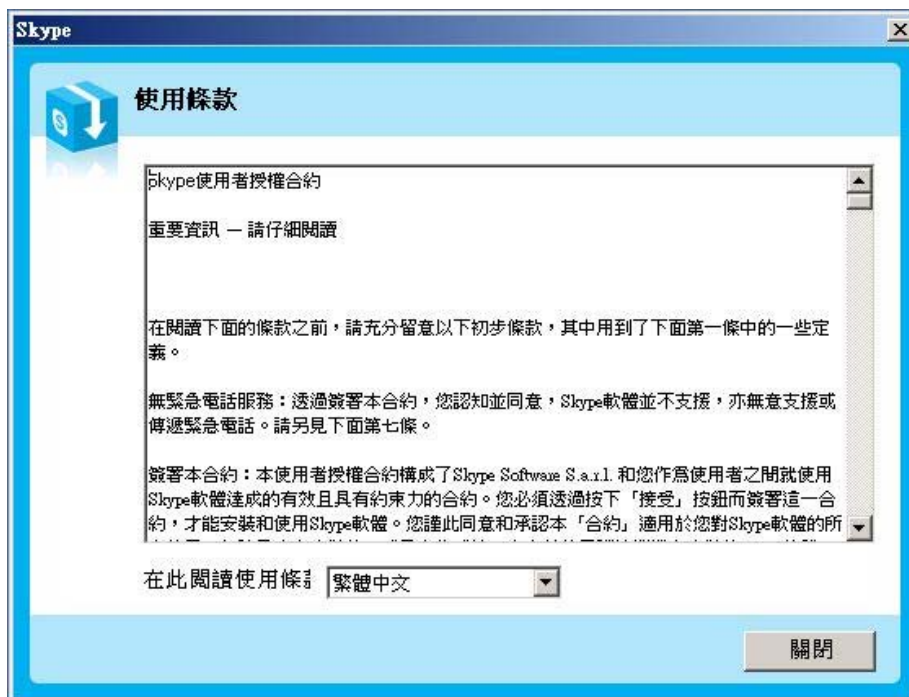 Skype
使用條款
Skype使用者授權合約
重要資訊 — 請仔細閱讀
在閱讀下面的條款之前，請充分留意以下初步條款，其中用到了下面第一條中的一些定
義。
無緊急電話服務：透過簽署本合約，您認知並同意，Skype軟體並不支援，亦無意支援或
傳遞緊急電話。請另見下面第七條。
簽署本合約：本使用者授權合約構成了Skype Software S.a.r.l. 和您作為使用者之間就使用
Skype軟體達成的有效且具有約束力的合約。您必須透過按下「接受」按鈕而簽署這一合
約，才能安裝和使用Skype軟體。您謹此同意和承認本「合約」適用於您對Skype軟體的所
在此閱讀使用條
繁體中文
關閉